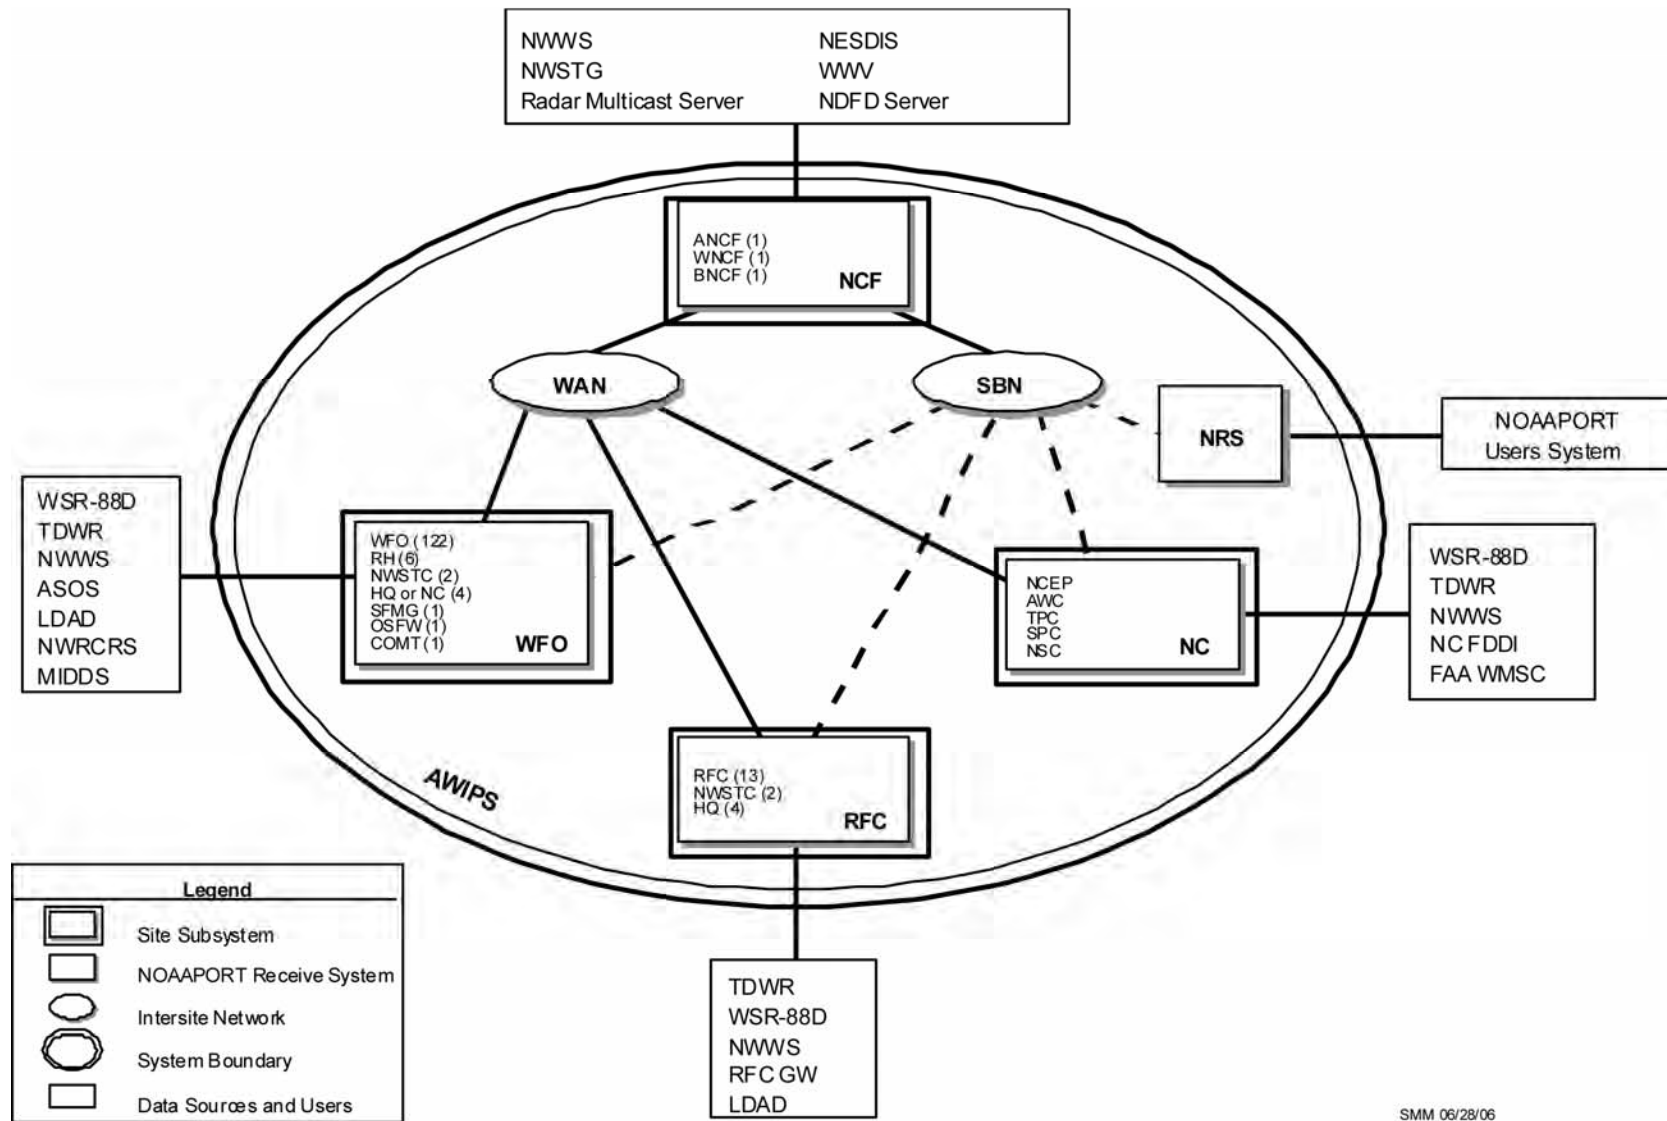 NWWS NESDIS
NWSTG WWV
Radar Multicast Server NDFD Server
ANCF (1)
WNCF (1)
BNCF (1)
NCF
WAN
SBN
NRS
NOAAPORT
Users System
WSR-88D
TDWR
NWWS
ASOS
LDAD
NWRCRS
MIDDS
WFO (122)
RH (6)
NWSTC (2)
HQ or NC (4)
SFMG (1)
OSFW (1)
COMT (1)
WFO
NCEP
AWC
TPC
SPC
NSC
NC
WSR-88D
TDWR
NWWS
NCFDDI
FAA WMSC
RFC (13)
NWSTC (2)
HQ (4)
RFC
AWIPS
TDWR
WSR-88D
NWWS
RFC GW
LDAD
Legend
Site Subsystem
NOAAPORT Receive System
Intersite Network
System Boundary
Data Sources and Users
SMM 06/28/06